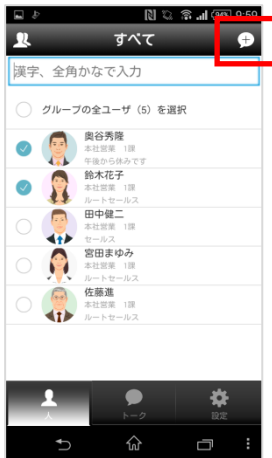 94% 9:59
すべて
漢字、全角かなで入力
グループの全ユーザ（5）を選択
奥谷秀隆
本社営業 1課
午後から休みです
鈴木花子
本社営業 1課
ルートセールス
田中健二
本社営業 1課
セールス
宮田まゆみ
本社営業 1課
ルートセールス
佐藤進
本社営業 1課
ルートセールス
人 トーク 設定